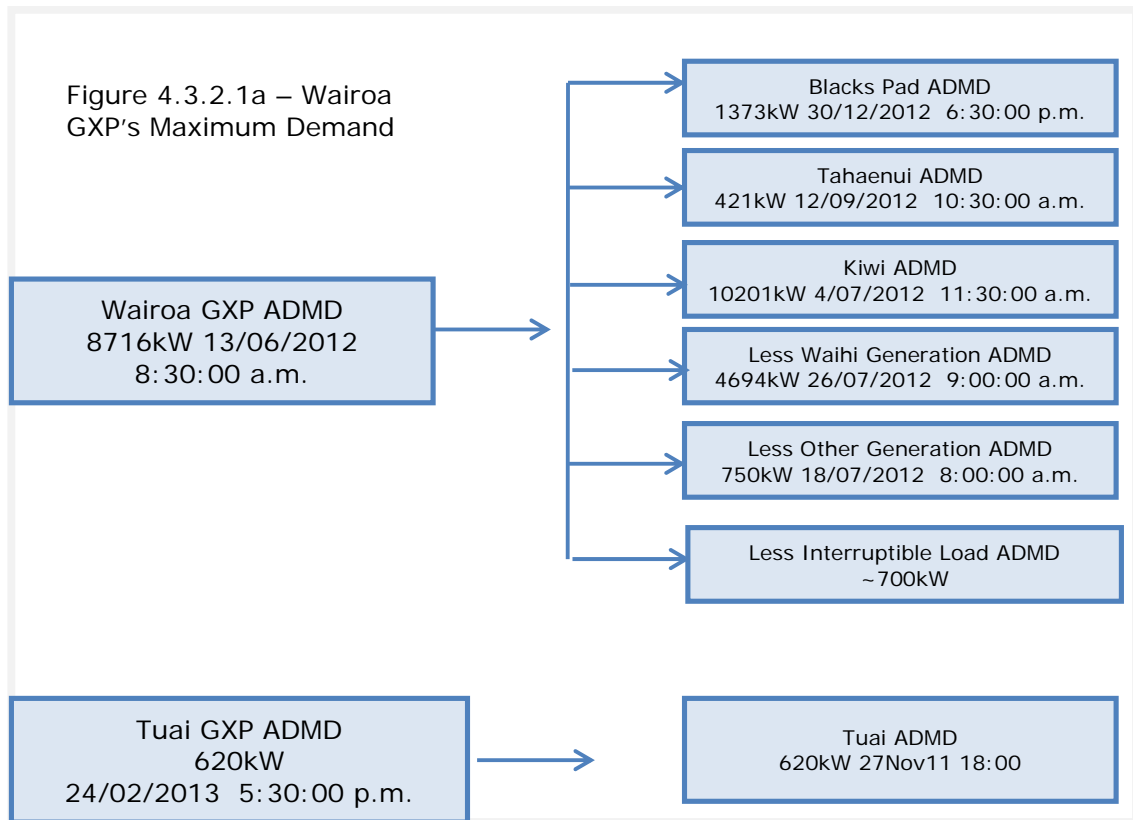 Figure 4.3.2.1a – Wairoa
GXP's Maximum Demand
Wairoa GXP ADMD
8716kW 13/06/2012
8:30:00 a.m.
Blacks Pad ADMD
1373kW 30/12/2012 6:30:00 p.m.
Tahaenui ADMD
421kW 12/09/2012 10:30:00 a.m.
Kiwi ADMD
10201kW 4/07/2012 11:30:00 a.m.
Less Waihi Generation ADMD
4694kW 26/07/2012 9:00:00 a.m.
Less Other Generation ADMD
750kW 18/07/2012 8:00:00 a.m.
Less Interruptible Load ADMD
~700kW
Tuai GXP ADMD
620kW
24/02/2013 5:30:00 p.m.
Tuai ADMD
620kW 27Nov11 18:00